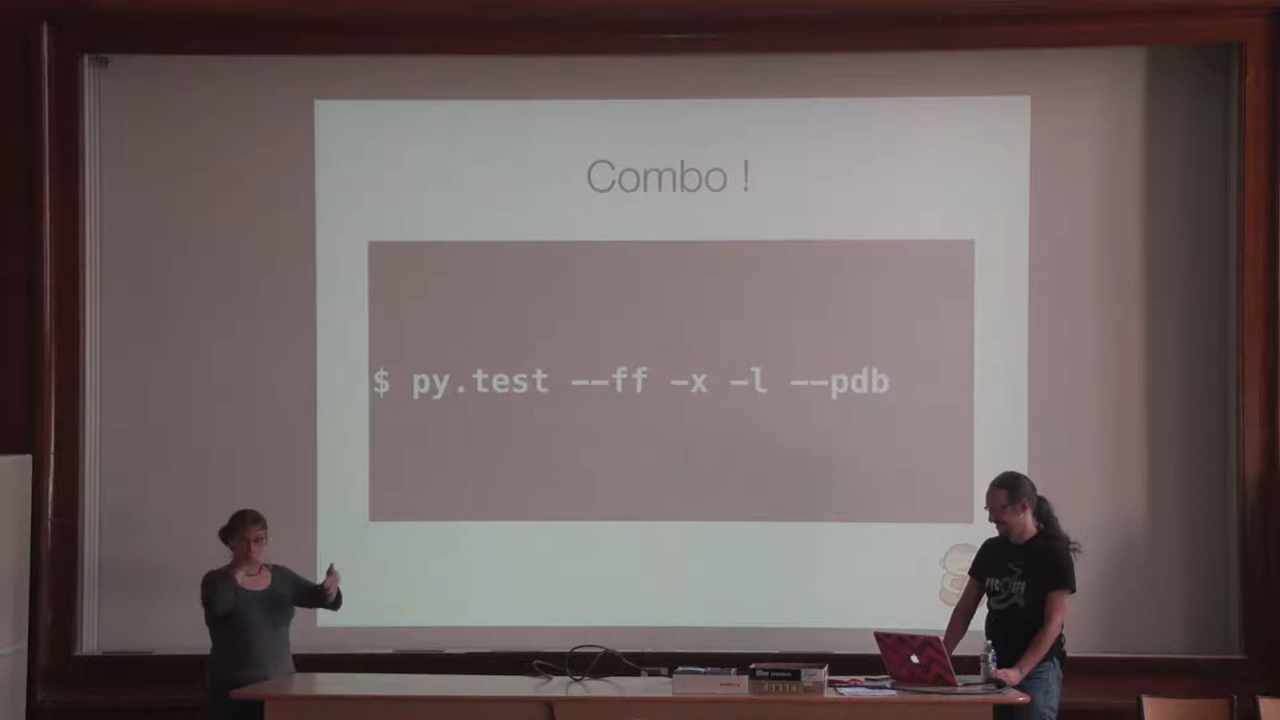 Combo !
$ py.test --ff -x -l --pdb